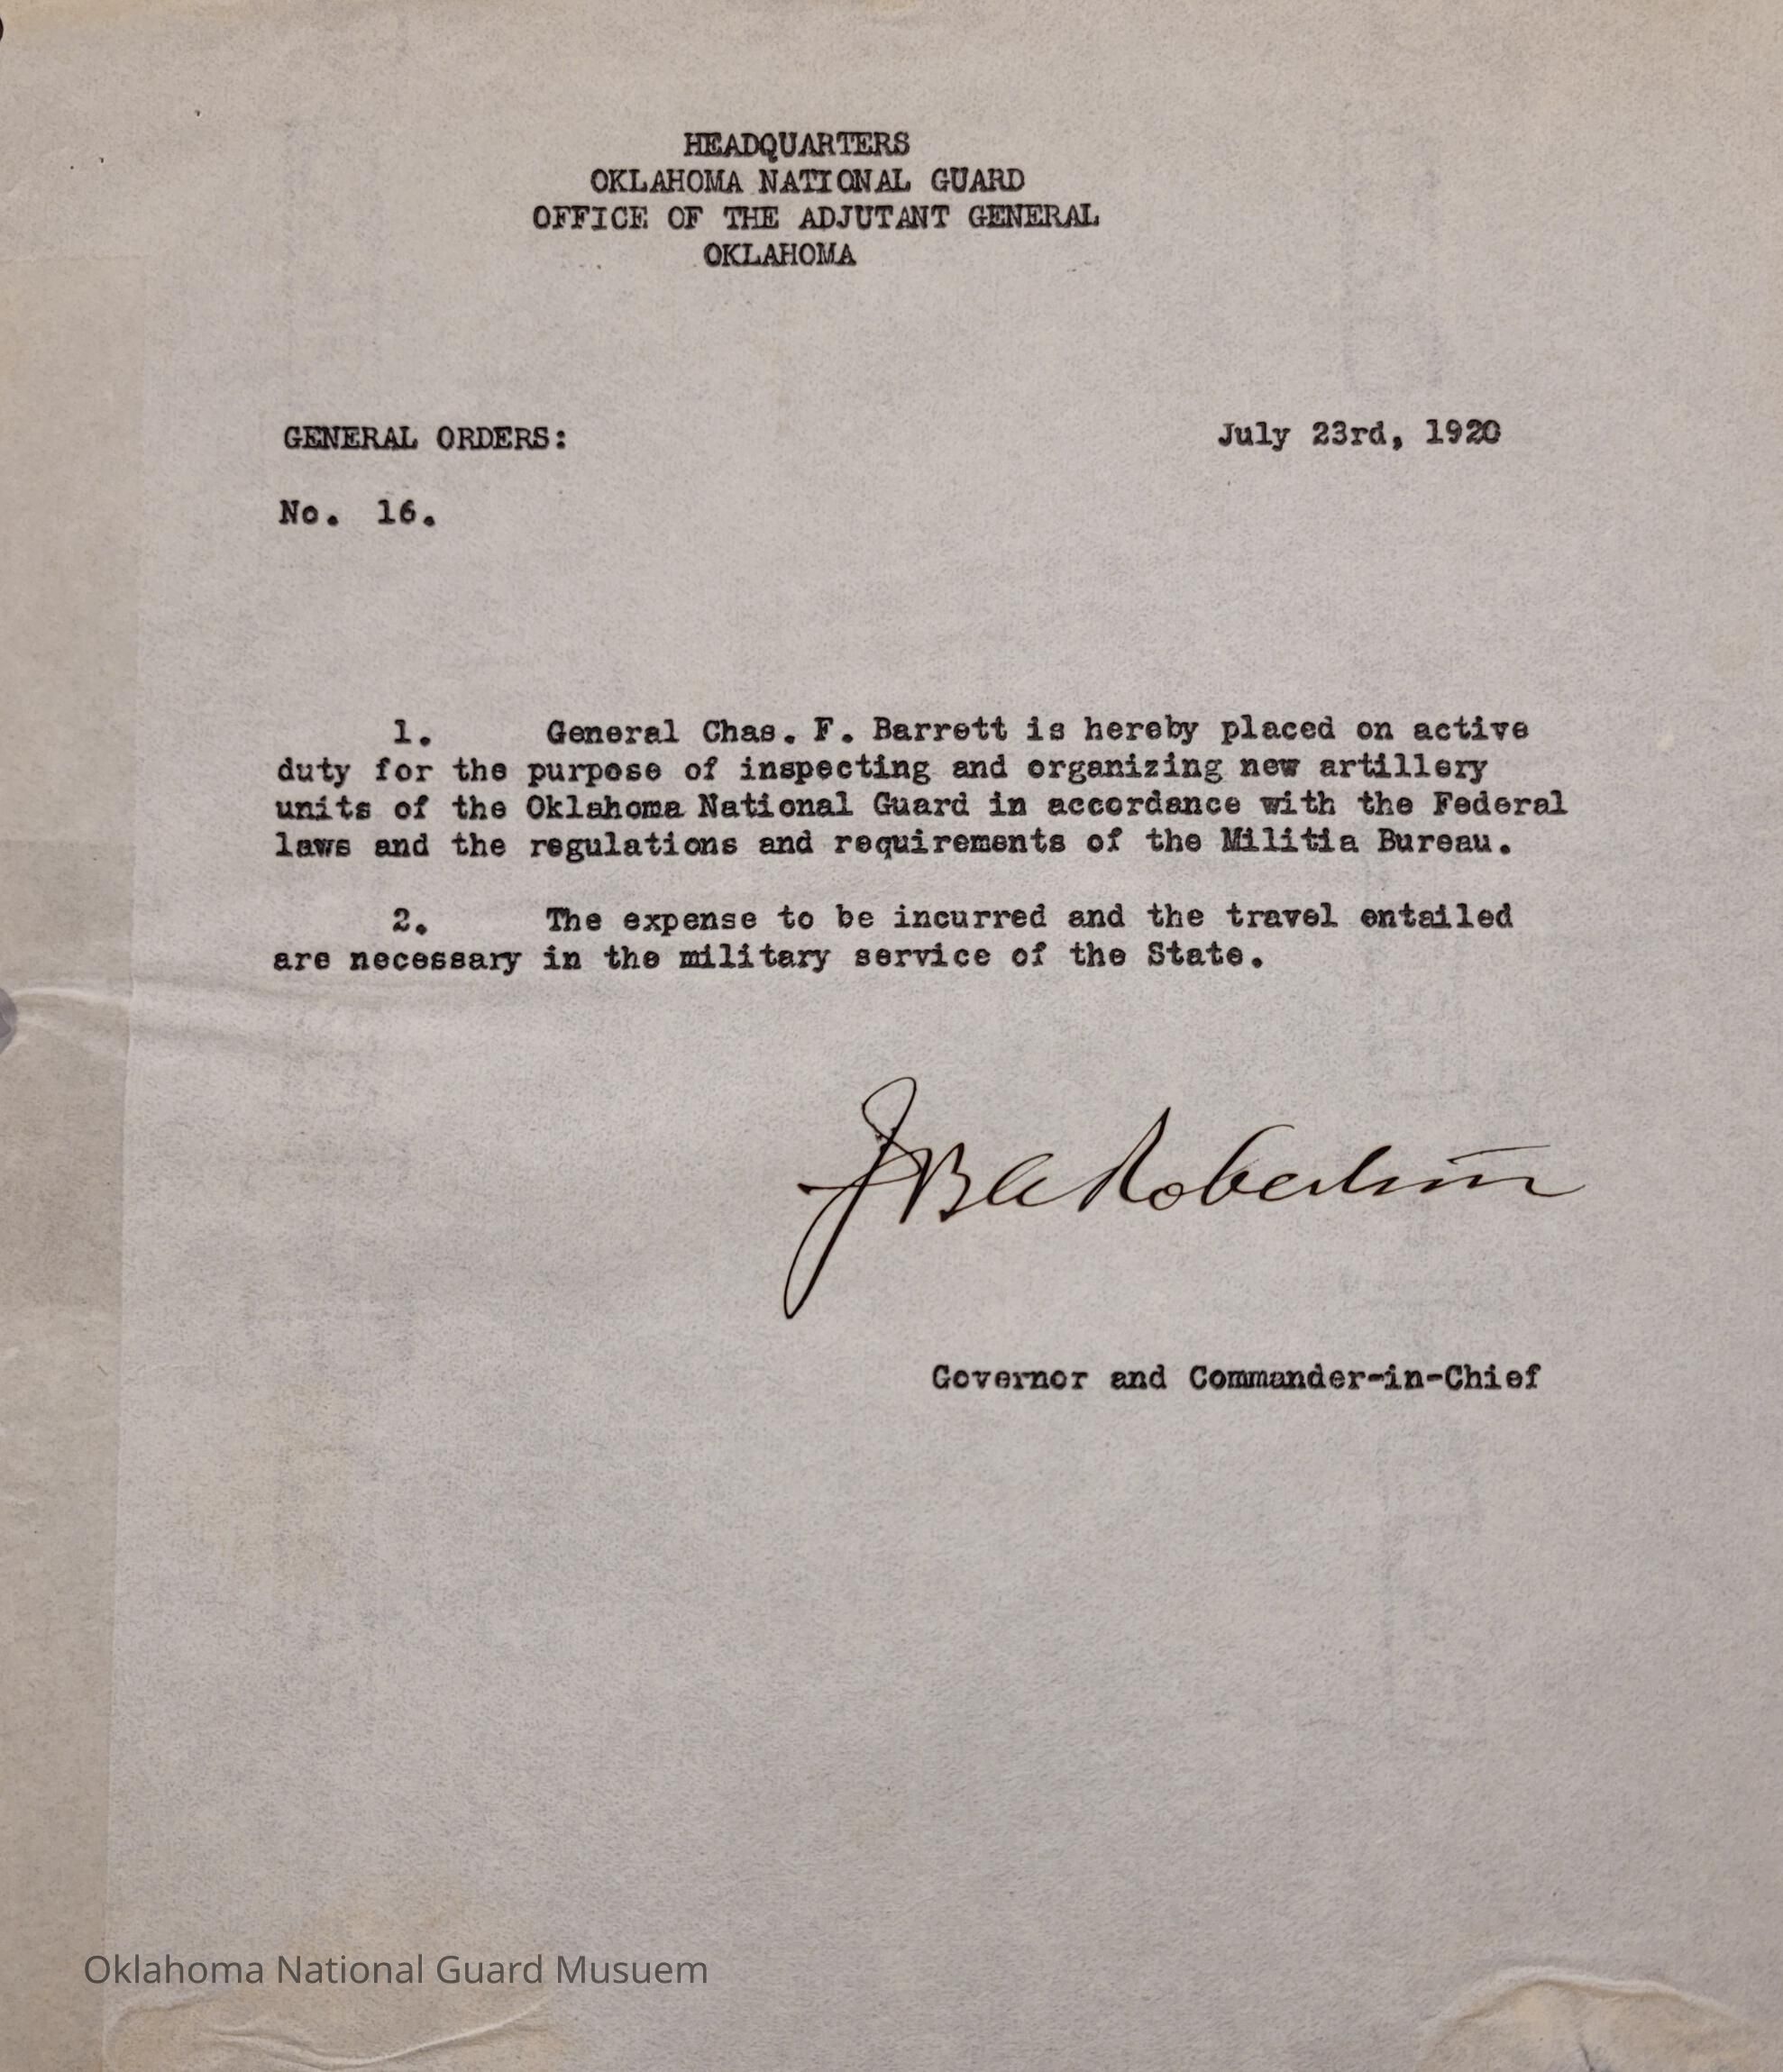 HEADQUARTERS
OKLAHOMA NATIONAL GUARD
OFFICE OF THE ADJUTANT GENERAL
OKLAHOMA
GENERAL ORDERS:
July 23rd, 1920
No. 16.
1. General Chas. F. Barrett is hereby placed on active
duty for the purpose of inspecting and organizing new artillery
units of the Oklahoma National Guard in accordance with the Federal
laws and the regulations and requirements of the Militia Bureau.
2. The expense to be incurred and the travel entailed
are necessary in the military service of the State.
J B A Robertson
Governor and Commander-in-Chief
Oklahoma National Guard Musuem